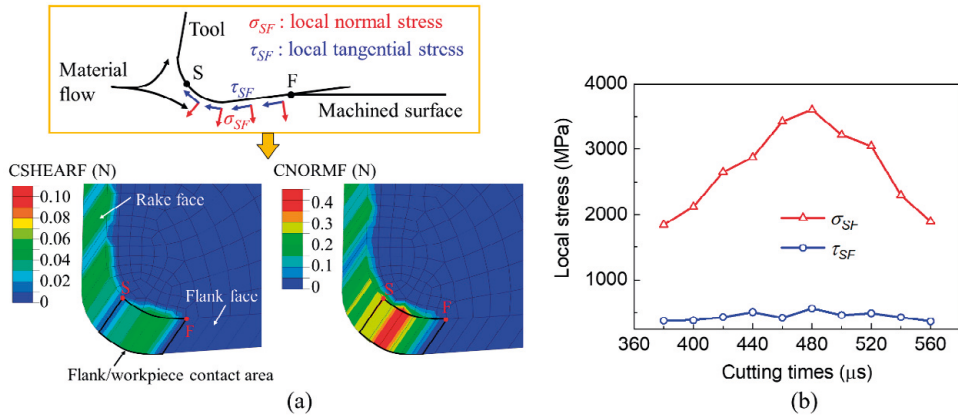 Tool
σSF : local normal stress
τSF : local tangential stress
Material
flow
S
τSF
F
σSF
Machined surface
CSHEARF (N)
0.10
0.08
0.06
0.04
0.02
0
Rake face
Flank face
S
F
Flank/workpiece contact area
CNORMF (N)
0.4
0.3
0.2
0.1
0
S
F
(a)
Local stress (MPa)
4000
3000
2000
1000
σSF
τSF
360 400 440 480 520 560
Cutting times (μs)
(b)